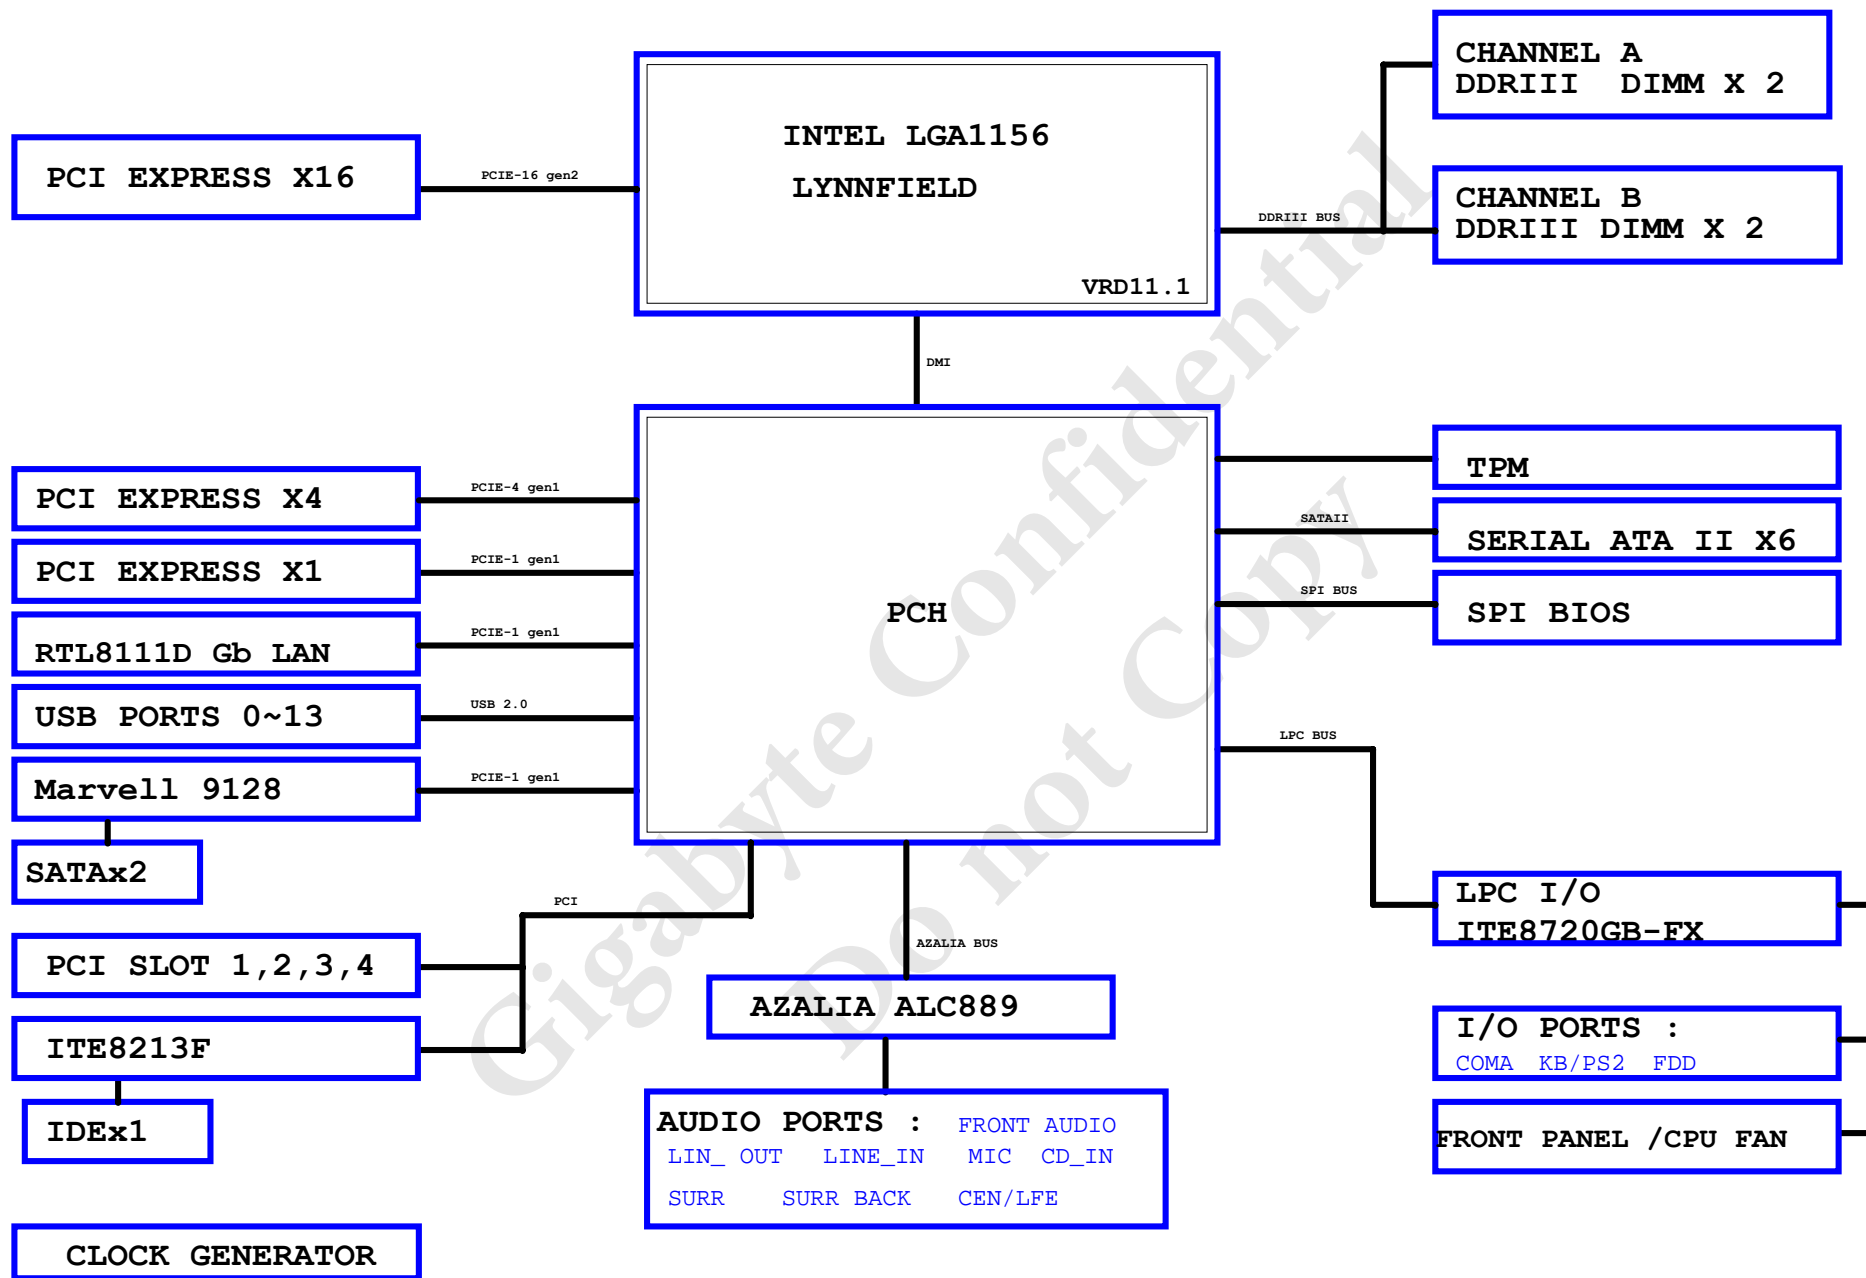 CHANNEL A
DDRIII DIMM X 2
INTEL LGA1156
LYNNFIELD
VRD11.1
PCI EXPRESS X16
PCIE-16 gen2
DDRIII BUS
CHANNEL B
DDRIII DIMM X 2
DMI
PCH
PCI EXPRESS X4
PCIE-4 gen1
PCI EXPRESS X1
PCIE-1 gen1
RTL8111D Gb LAN
PCIE-1 gen1
USB PORTS 0~13
USB 2.0
Marvell 9128
PCIE-1 gen1
SATAx2
TPM
SATAII
SERIAL ATA II X6
SPI BUS
SPI BIOS
LPC BUS
LPC I/O
ITE8720GB-FX
PCI
PCI SLOT 1,2,3,4
ITE8213F
IDEx1
AZALIA BUS
AZALIA ALC889
AUDIO PORTS : FRONT AUDIO
LIN_ OUT LINE_IN MIC CD_IN
SURR SURR BACK CEN/LFE
I/O PORTS :
COMA KB/PS2 FDD
FRONT PANEL /CPU FAN
CLOCK GENERATOR
Gigabyte Confidential
Do not Copy